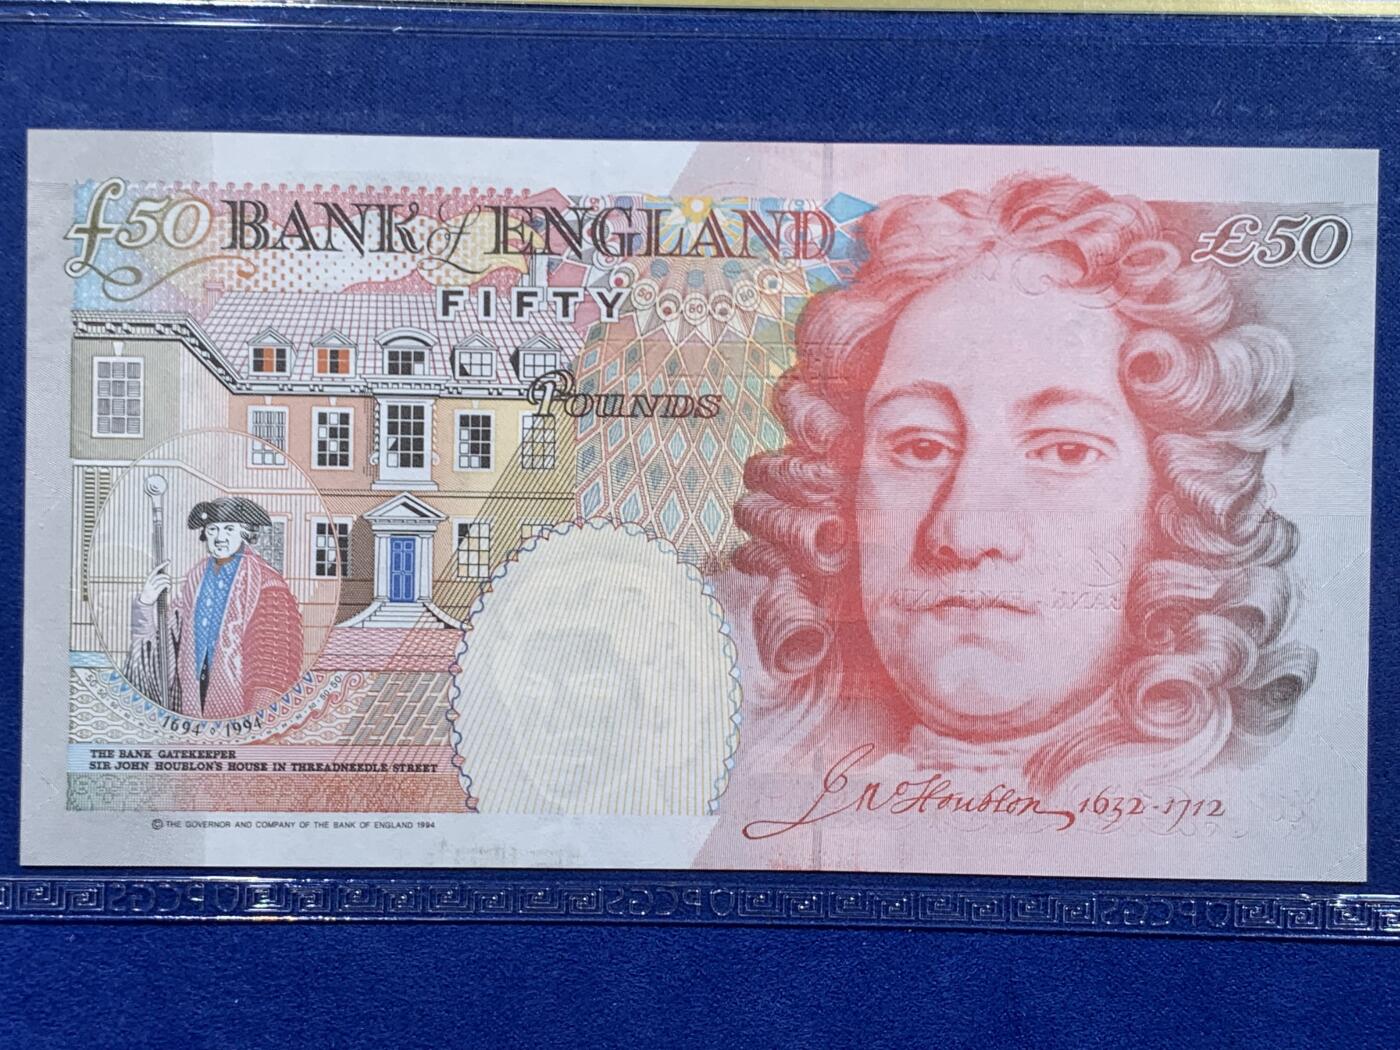 £50 BANK of ENGLAND £50
FIFTY
POUNDS
1694 1994
THE BANK GATEKEEPER
SIR JOHN HOUBLON'S HOUSE IN THREADNEEDLE STREET
Jno Houblon 1632-1712
© THE GOVERNOR AND COMPANY OF THE BANK OF ENGLAND 1994
PCGS